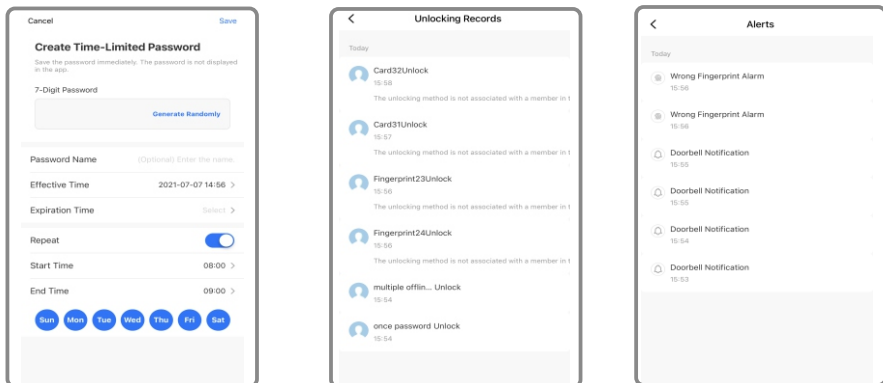 Cancel Save
Create Time-Limited Password
Save the password immediately. The password is not displayed
in the app.
7-Digit Password
Generate Randomly
Password Name (Optional) Enter the name.
Effective Time 2021-07-07 14:56 >
Expiration Time Select >
Repeat
Start Time 08:00 >
End Time 09:00 >
Sun Mon Tue Wed Thu Fri Sat
< Unlocking Records
Today
Card32Unlock
15:58
The unlocking method is not associated with a member in t
Card31Unlock
15:57
The unlocking method is not associated with a member in t
Fingerprint23Unlock
15:56
The unlocking method is not associated with a member in t
Fingerprint24Unlock
15:56
The unlocking method is not associated with a member in t
multiple offlin... Unlock
15:54
once password Unlock
15:54
< Alerts
Today
Wrong Fingerprint Alarm
15:56
Wrong Fingerprint Alarm
15:56
Doorbell Notification
15:55
Doorbell Notification
15:55
Doorbell Notification
15:54
Doorbell Notification
15:53